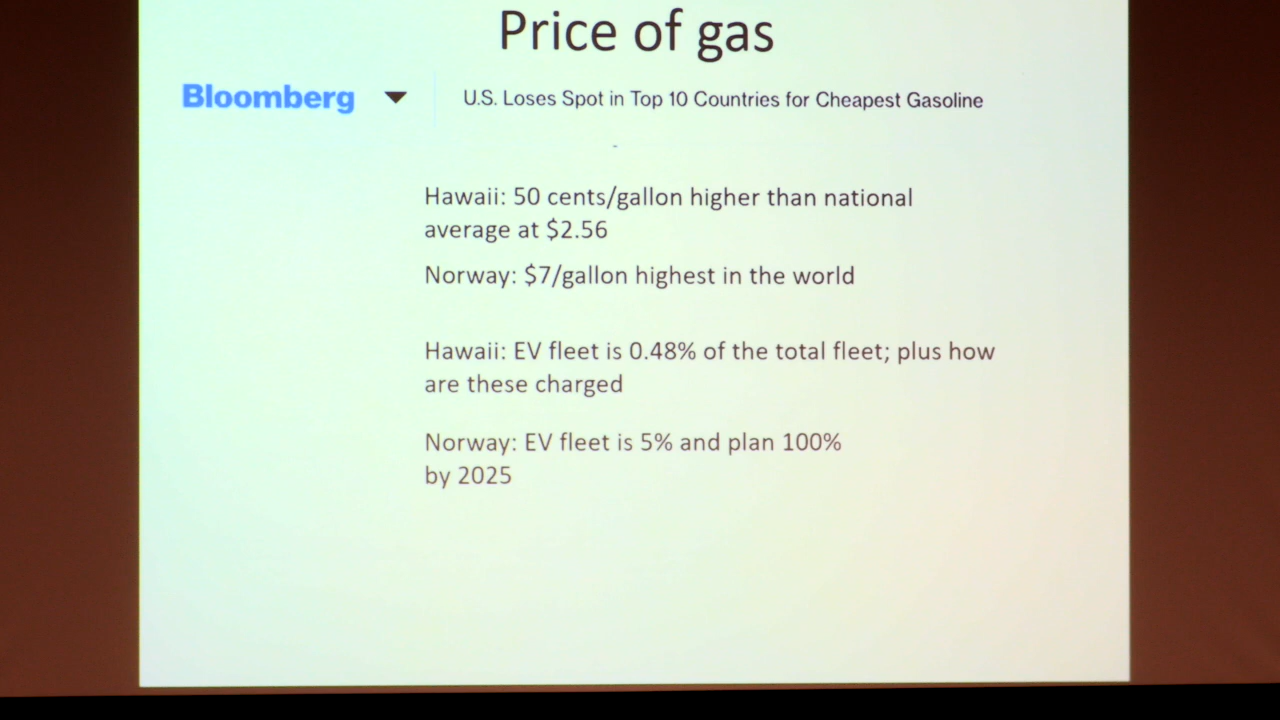 Price of gas
Bloomberg
U.S. Loses Spot in Top 10 Countries for Cheapest Gasoline
Hawaii: 50 cents/gallon higher than national
average at $2.56
Norway: $7/gallon highest in the world
Hawaii: EV fleet is 0.48% of the total fleet; plus how
are these charged
Norway: EV fleet is 5% and plan 100%
by 2025